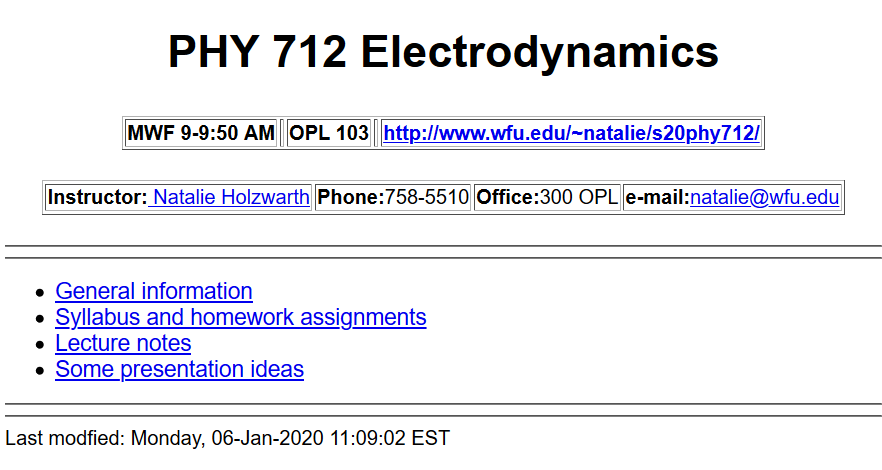 PHY 712 Electrodynamics
MWF 9-9:50 AM OPL 103 http://www.wfu.edu/~natalie/s20phy712/
Instructor: Natalie Holzwarth Phone:758-5510 Office:300 OPL e-mail:natalie@wfu.edu
General information
Syllabus and homework assignments
Lecture notes
Some presentation ideas
Last modfied: Monday, 06-Jan-2020 11:09:02 EST